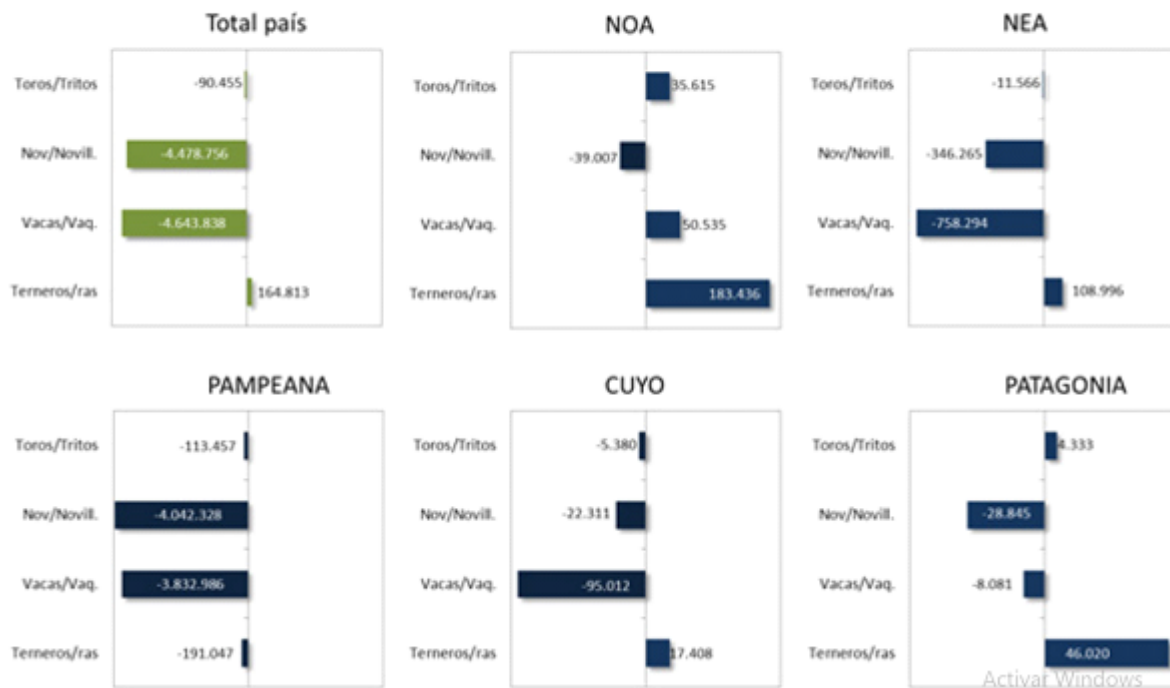 Total país
Toros/Tritos -90.455
Nov/Novill. -4.478.756
Vacas/Vaq. -4.643.838
Terneros/ras 164.813
NOA
Toros/Tritos 35.615
Nov/Novill. -39.007
Vacas/Vaq. 50.535
Terneros/ras 183.436
NEA
Toros/Tritos -11.566
Nov/Novill. -346.265
Vacas/Vaq. -758.294
Terneros/ras 108.996
PAMPEANA
Toros/Tritos -113.457
Nov/Novill. -4.042.328
Vacas/Vaq. -3.832.986
Terneros/ras -191.047
CUYO
Toros/Tritos -5.380
Nov/Novill. -22.311
Vacas/Vaq. -95.012
Terneros/ras 17.408
PATAGONIA
Toros/Tritos 4.333
Nov/Novill. -28.845
Vacas/Vaq. -8.081
Terneros/ras 46.020
Activar Windows